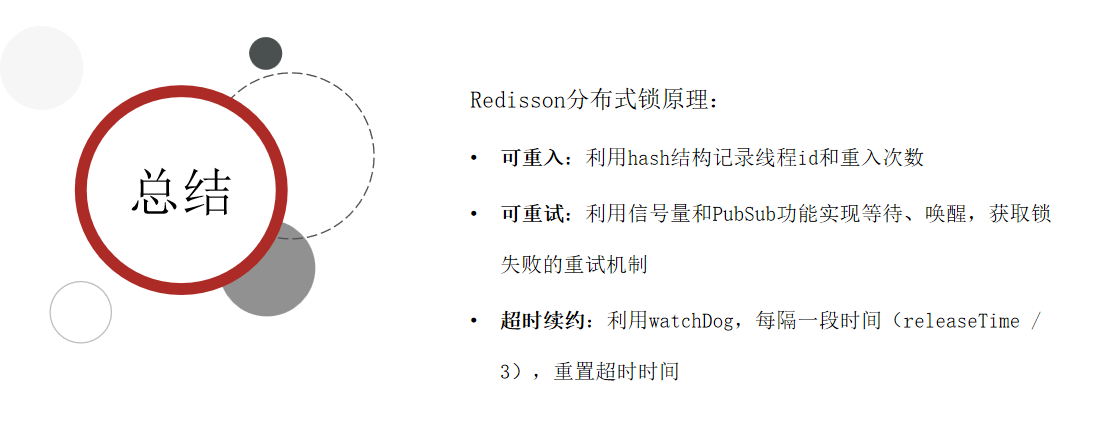 总结
Redisson分布式锁原理：
• 可重入：利用hash结构记录线程id和重入次数
• 可重试：利用信号量和PubSub功能实现等待、唤醒，获取锁
失败的重试机制
• 超时续约：利用watchDog，每隔一段时间（releaseTime /
3），重置超时时间